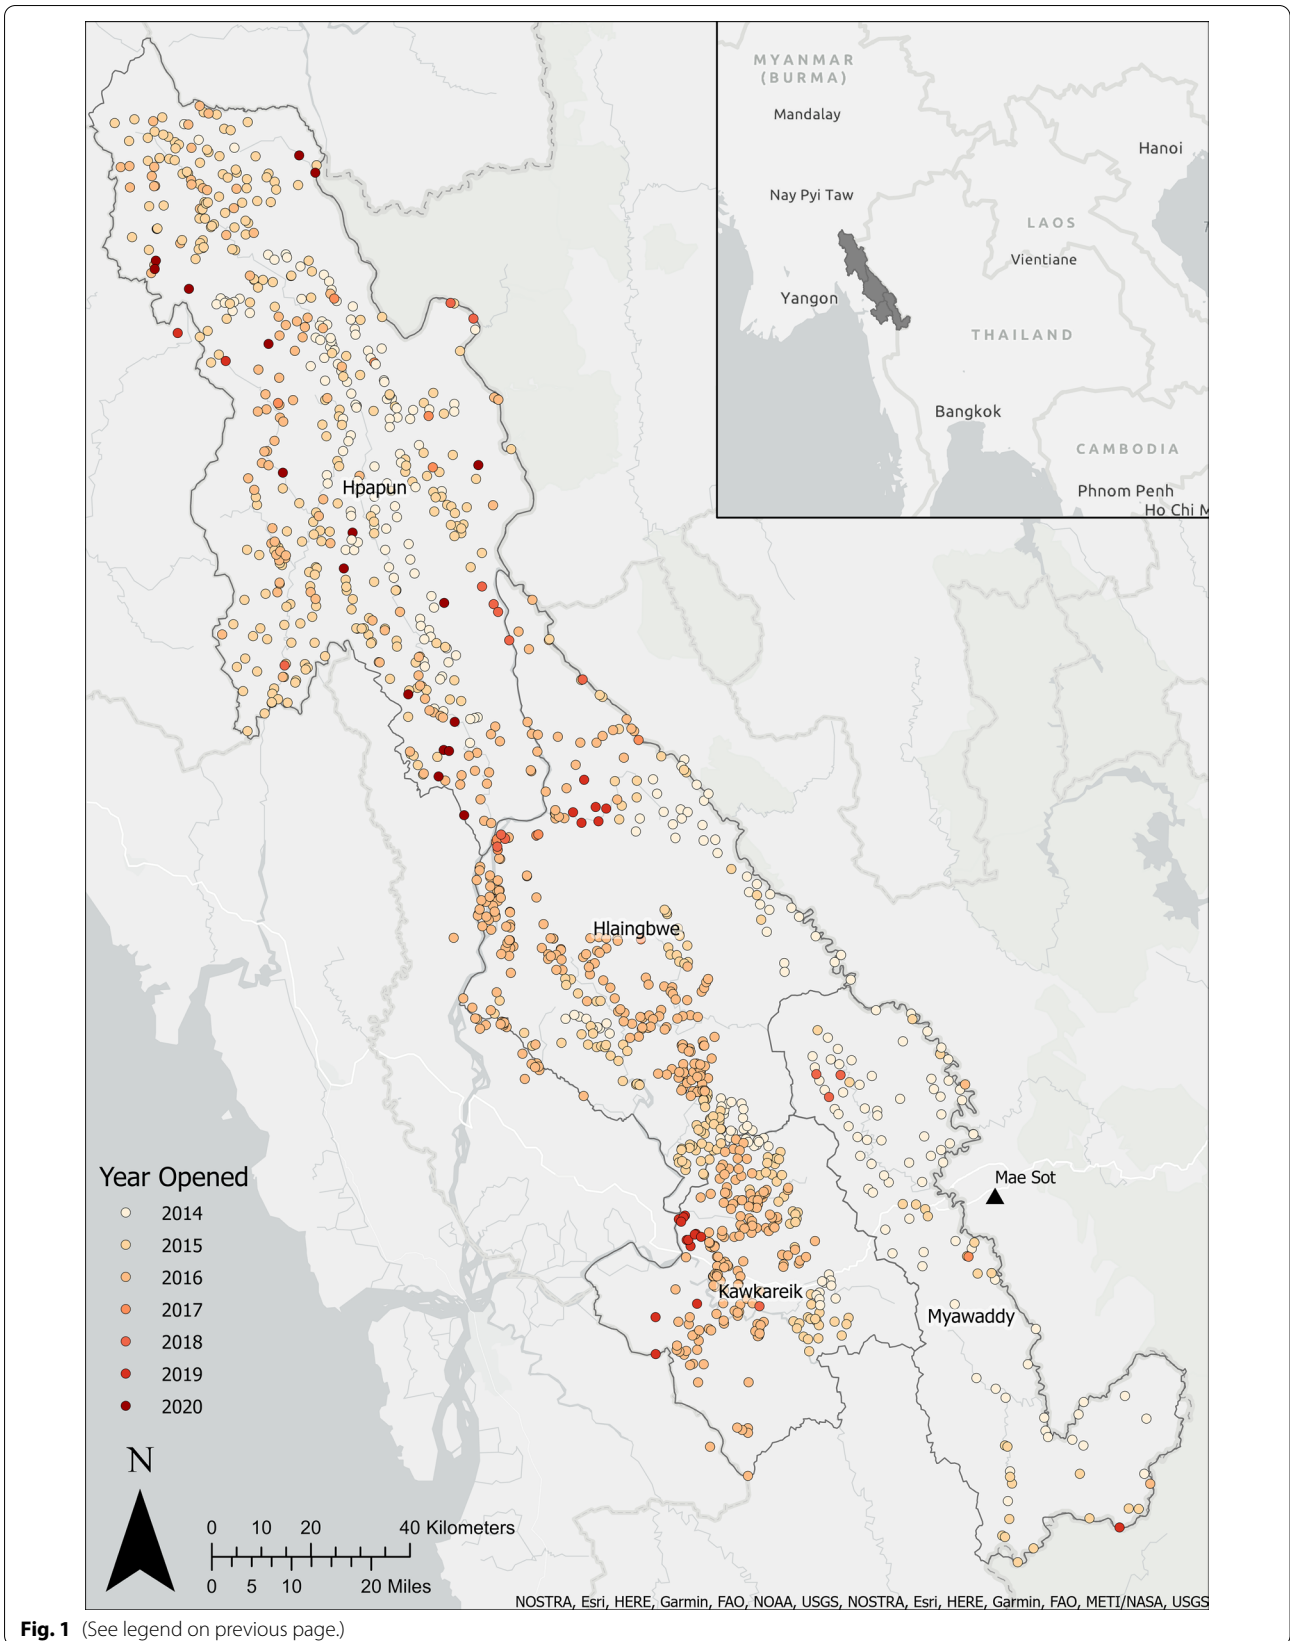 MYANMAR
(BURMA)
Mandalay
Hanoi
Nay Pyi Taw
LAOS
Vientiane
Yangon
THAILAND
Bangkok
CAMBODIA
Phnom Penh
Ho Chi M
Hpapun
Hlaingbwe
Mae Sot
Kawkareik
Myawaddy
Year Opened
2014
2015
2016
2017
2018
2019
2020
N
0 10 20 40 Kilometers
0 5 10 20 Miles
NOSTRA, Esri, HERE, Garmin, FAO, NOAA, USGS, NOSTRA, Esri, HERE, Garmin, FAO, METI/NASA, USGS
Fig. 1 (See legend on previous page.)